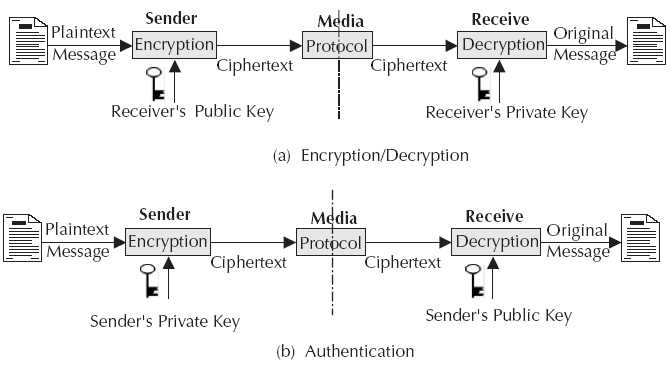 Sender Media Receive
Plaintext Encryption Protocol Decryption Original
Message Ciphertext Ciphertext Message
Receiver's Public Key Receiver's Private Key
(a) Encryption/Decryption
Sender Media Receive
Plaintext Encryption Protocol Decryption Original
Message Ciphertext Ciphertext Message
Sender's Private Key Sender's Public Key
(b) Authentication